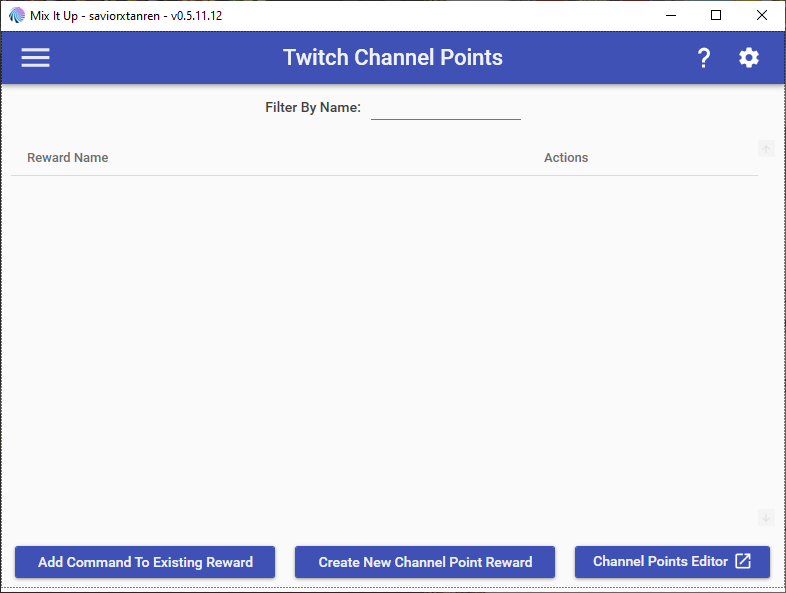 Mix It Up - saviorxtanren - v0.5.11.12
Twitch Channel Points ?
Filter By Name:
Reward Name Actions
Add Command To Existing Reward Create New Channel Point Reward Channel Points Editor